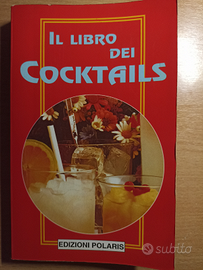 IL LIBRO
DEI
COCKTAILS
EDIZIONI POLARIS
subito